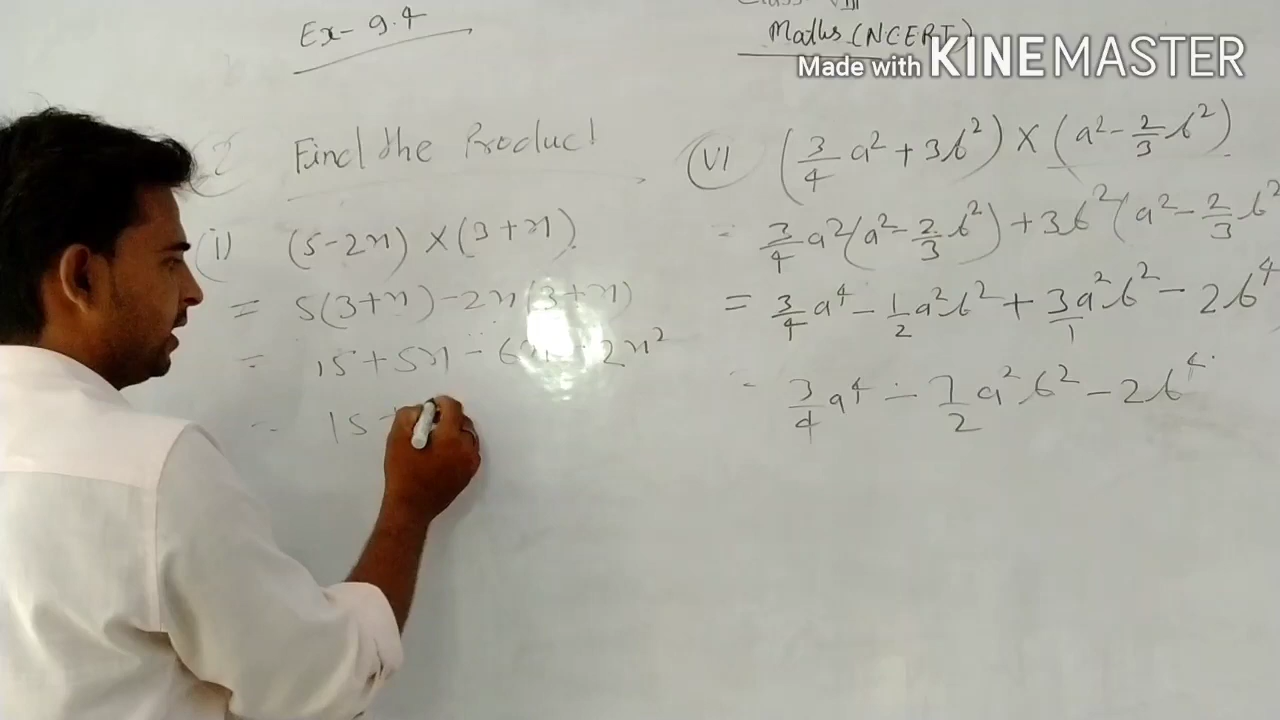 Ex-9.4
Class VIII
Maths (NCERT)
Made with KINEMASTER
2 Find the Product
(i) (5-2x) × (3+x)
= 5(3+x)-2x(3+x)
= 15+5x-6x-2x²
= 15-
(VI) (3/4 a² + 3b²) × (a² - 2/3 b²)
= 3/4 a²(a² - 2/3 b²) + 3b²(a² - 2/3 b²
= 3/4 a⁴ - 1/2 a²b² + 3/1 a²b² - 2b⁴
= 3/4 a⁴ - 7/2 a²b² - 2b⁴